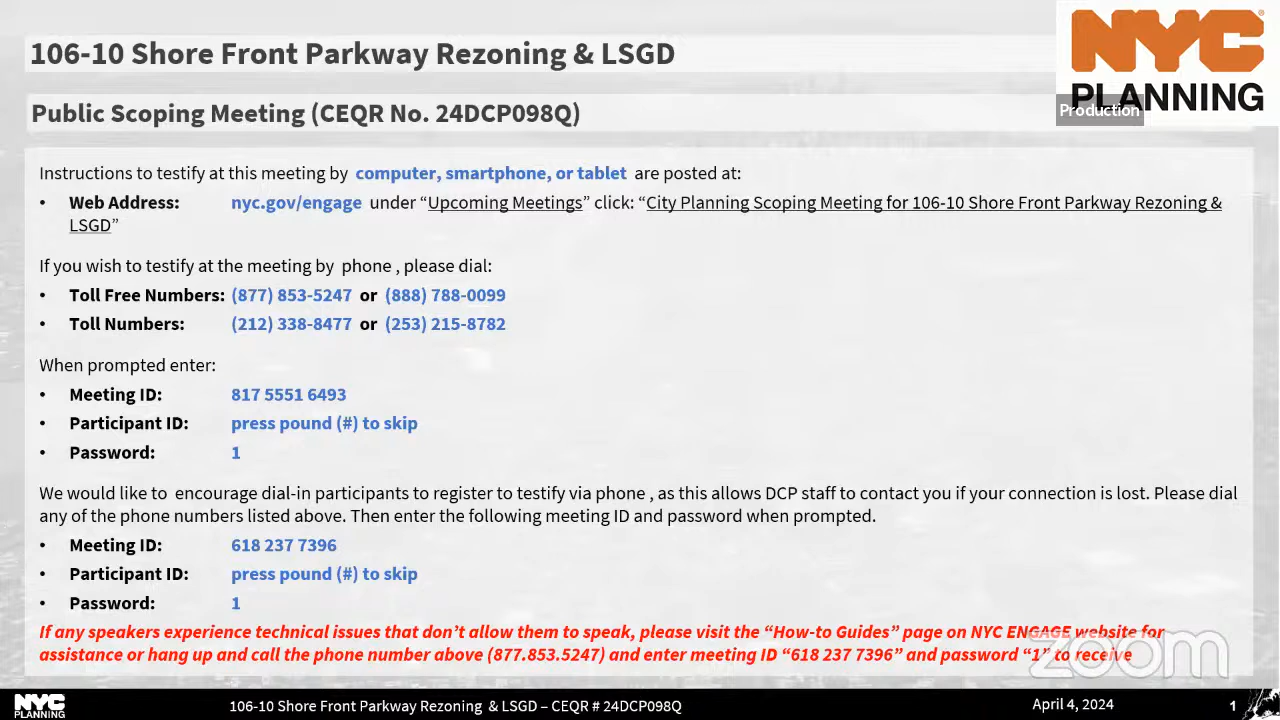 106-10 Shore Front Parkway Rezoning & LSGD
NYC
PLANNING
Production
Public Scoping Meeting (CEQR No. 24DCP098Q)
Instructions to testify at this meeting by computer, smartphone, or tablet are posted at:
• Web Address: nyc.gov/engage under “Upcoming Meetings” click: “City Planning Scoping Meeting for 106-10 Shore Front Parkway Rezoning &
LSGD”
If you wish to testify at the meeting by phone , please dial:
• Toll Free Numbers: (877) 853-5247 or (888) 788-0099
• Toll Numbers: (212) 338-8477 or (253) 215-8782
When prompted enter:
• Meeting ID: 817 5551 6493
• Participant ID: press pound (#) to skip
• Password: 1
We would like to encourage dial-in participants to register to testify via phone , as this allows DCP staff to contact you if your connection is lost. Please dial
any of the phone numbers listed above. Then enter the following meeting ID and password when prompted.
• Meeting ID: 618 237 7396
• Participant ID: press pound (#) to skip
• Password: 1
If any speakers experience technical issues that don’t allow them to speak, please visit the “How-to Guides” page on NYC ENGAGE website for
assistance or hang up and call the phone number above (877.853.5247) and enter meeting ID “618 237 7396” and password “1” to receive
zoom
NYC
PLANNING
106-10 Shore Front Parkway Rezoning & LSGD – CEQR # 24DCP098Q
April 4, 2024
1